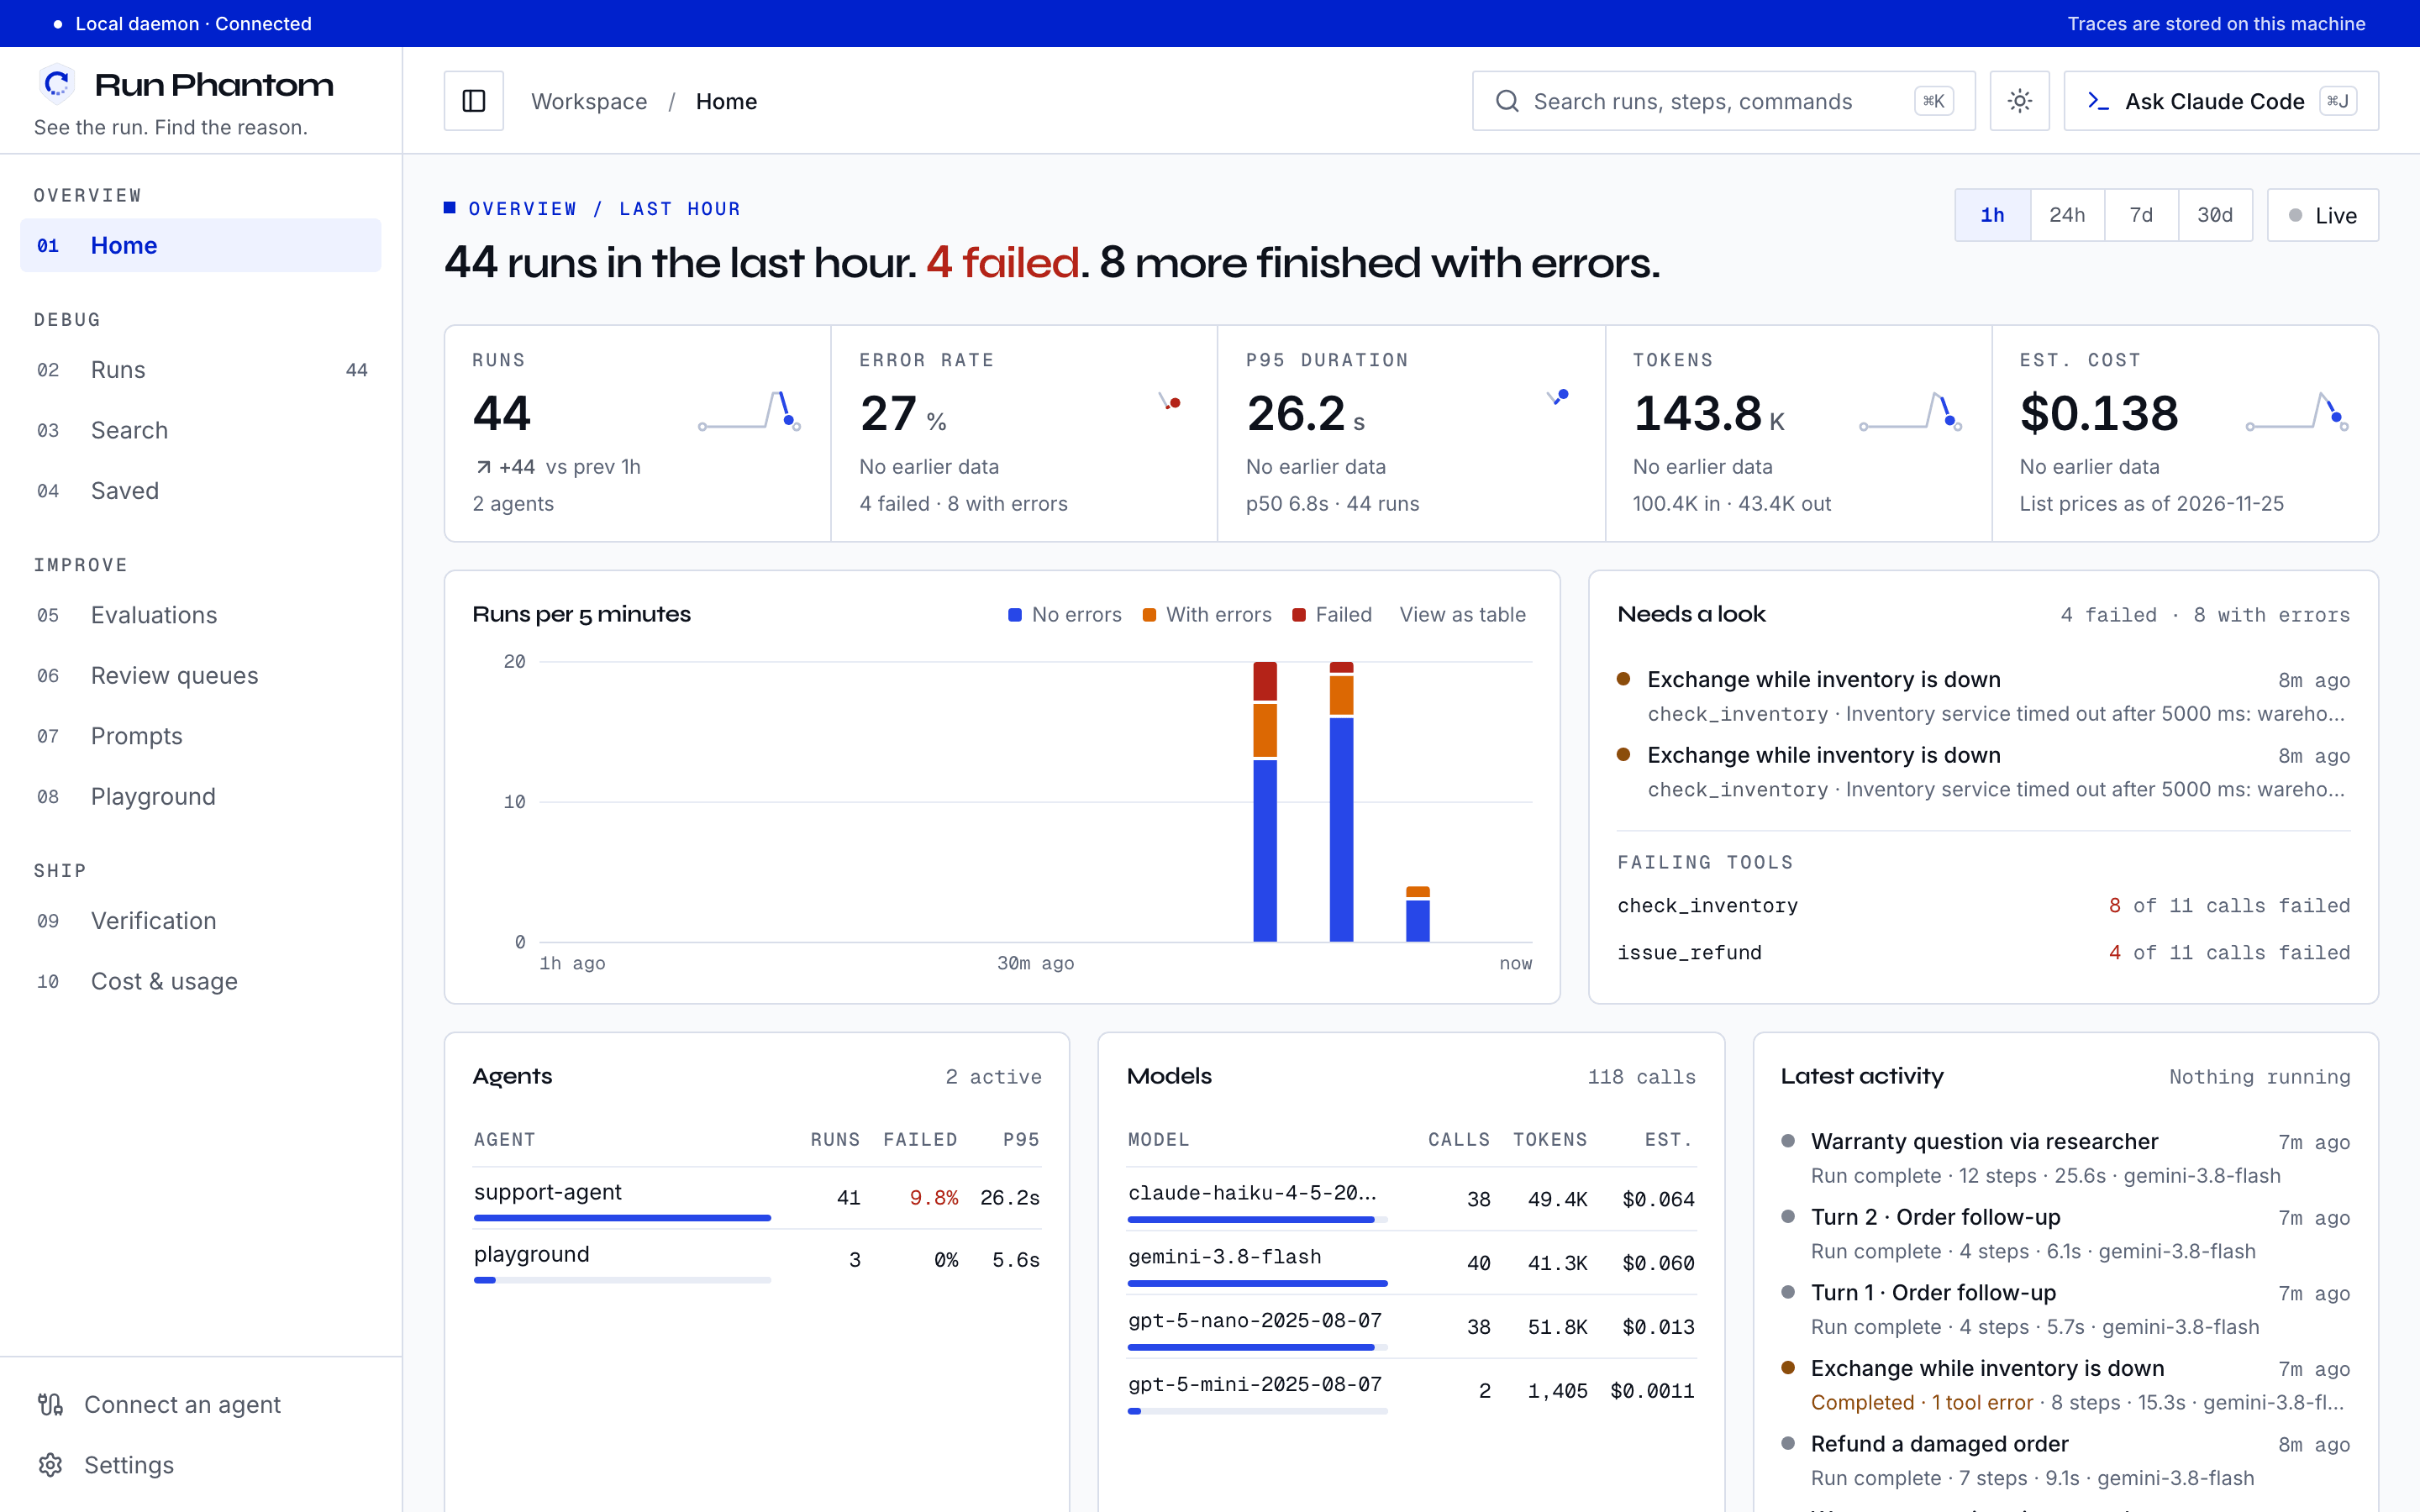 Local daemon · Connected
Traces are stored on this machine
Run Phantom
See the run. Find the reason.
Workspace / Home
Search runs, steps, commands ⌘K
Ask Claude Code ⌘J
OVERVIEW
01 Home
DEBUG
02 Runs 44
03 Search
04 Saved
IMPROVE
05 Evaluations
06 Review queues
07 Prompts
08 Playground
SHIP
09 Verification
10 Cost & usage
Connect an agent
Settings
OVERVIEW / LAST HOUR
1h 24h 7d 30d
Live
44 runs in the last hour. 4 failed. 8 more finished with errors.
RUNS
44
+44 vs prev 1h
2 agents
ERROR RATE
27 %
No earlier data
4 failed · 8 with errors
P95 DURATION
26.2 s
No earlier data
p50 6.8s · 44 runs
TOKENS
143.8 K
No earlier data
100.4K in · 43.4K out
EST. COST
$0.138
No earlier data
List prices as of 2026-11-25
Runs per 5 minutes
No errors With errors Failed View as table
20
10
0
1h ago 30m ago now
Needs a look 4 failed · 8 with errors
Exchange while inventory is down 8m ago
check_inventory · Inventory service timed out after 5000 ms: wareho...
Exchange while inventory is down 8m ago
check_inventory · Inventory service timed out after 5000 ms: wareho...
FAILING TOOLS
check_inventory 8 of 11 calls failed
issue_refund 4 of 11 calls failed
Agents 2 active
AGENT RUNS FAILED P95
support-agent 41 9.8% 26.2s
playground 3 0% 5.6s
Models 118 calls
MODEL CALLS TOKENS EST.
claude-haiku-4-5-20... 38 49.4K $0.064
gemini-3.8-flash 40 41.3K $0.060
gpt-5-nano-2025-08-07 38 51.8K $0.013
gpt-5-mini-2025-08-07 2 1,405 $0.0011
Latest activity Nothing running
Warranty question via researcher 7m ago
Run complete · 12 steps · 25.6s · gemini-3.8-flash
Turn 2 · Order follow-up 7m ago
Run complete · 4 steps · 6.1s · gemini-3.8-flash
Turn 1 · Order follow-up 7m ago
Run complete · 4 steps · 5.7s · gemini-3.8-flash
Exchange while inventory is down 7m ago
Completed · 1 tool error · 8 steps · 15.3s · gemini-3.8-fl...
Refund a damaged order 8m ago
Run complete · 7 steps · 9.1s · gemini-3.8-flash